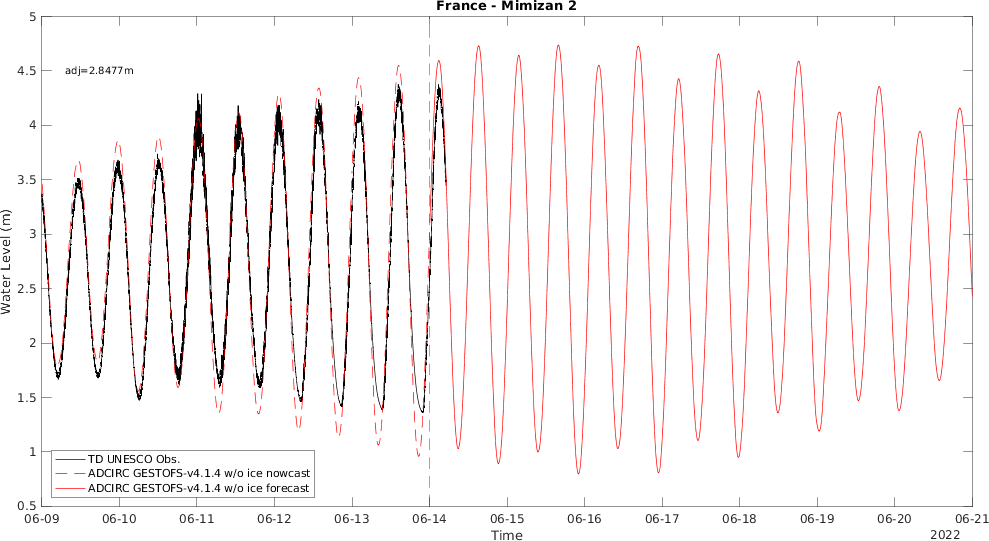 France - Mimizan 2
5
4.5
4
3.5
3
2.5
2
1.5
1
0.5
Water Level (m)
adj=2.8477m
TD UNESCO Obs.
ADCIRC GESTOFS-v4.1.4 w/o ice nowcast
ADCIRC GESTOFS-v4.1.4 w/o ice forecast
06-09 06-10 06-11 06-12 06-13 06-14 06-15 06-16 06-17 06-18 06-19 06-20 06-21
Time
2022